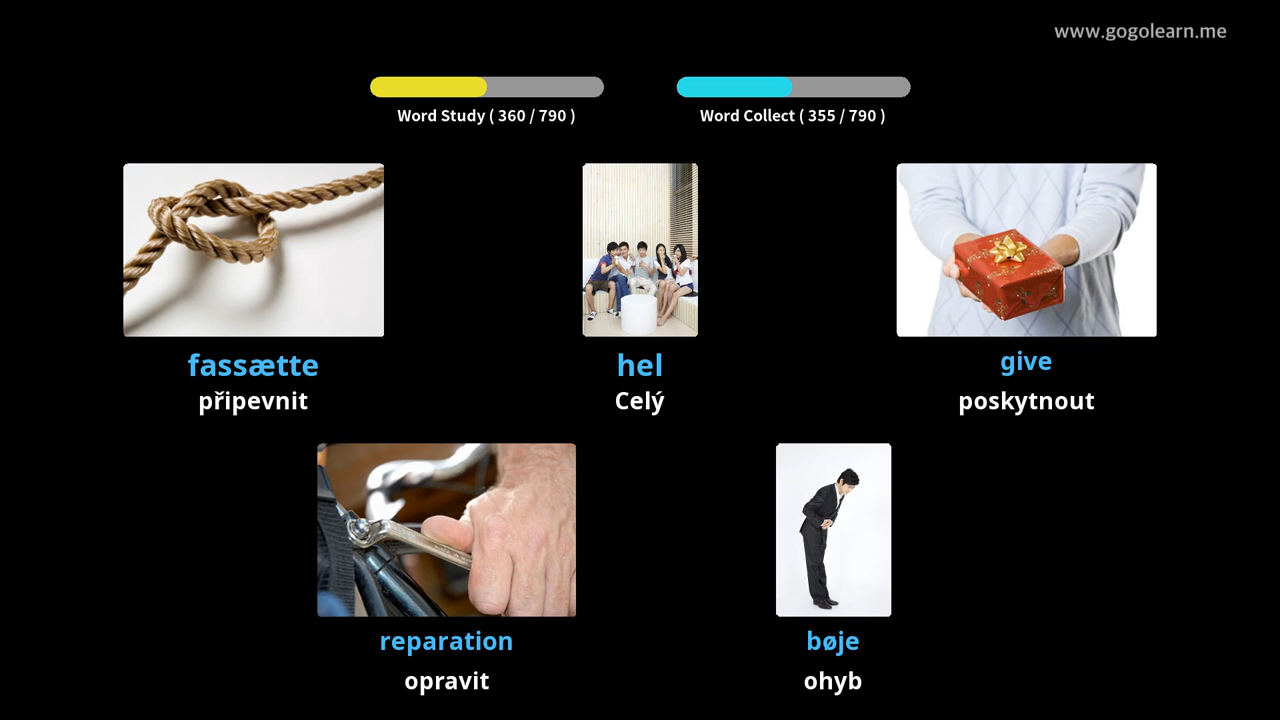 www.gogolearn.me
Word Study ( 360 / 790 )
Word Collect ( 355 / 790 )
fassætte
připevnit
hel
Celý
give
poskytnout
reparation
opravit
bøje
ohyb